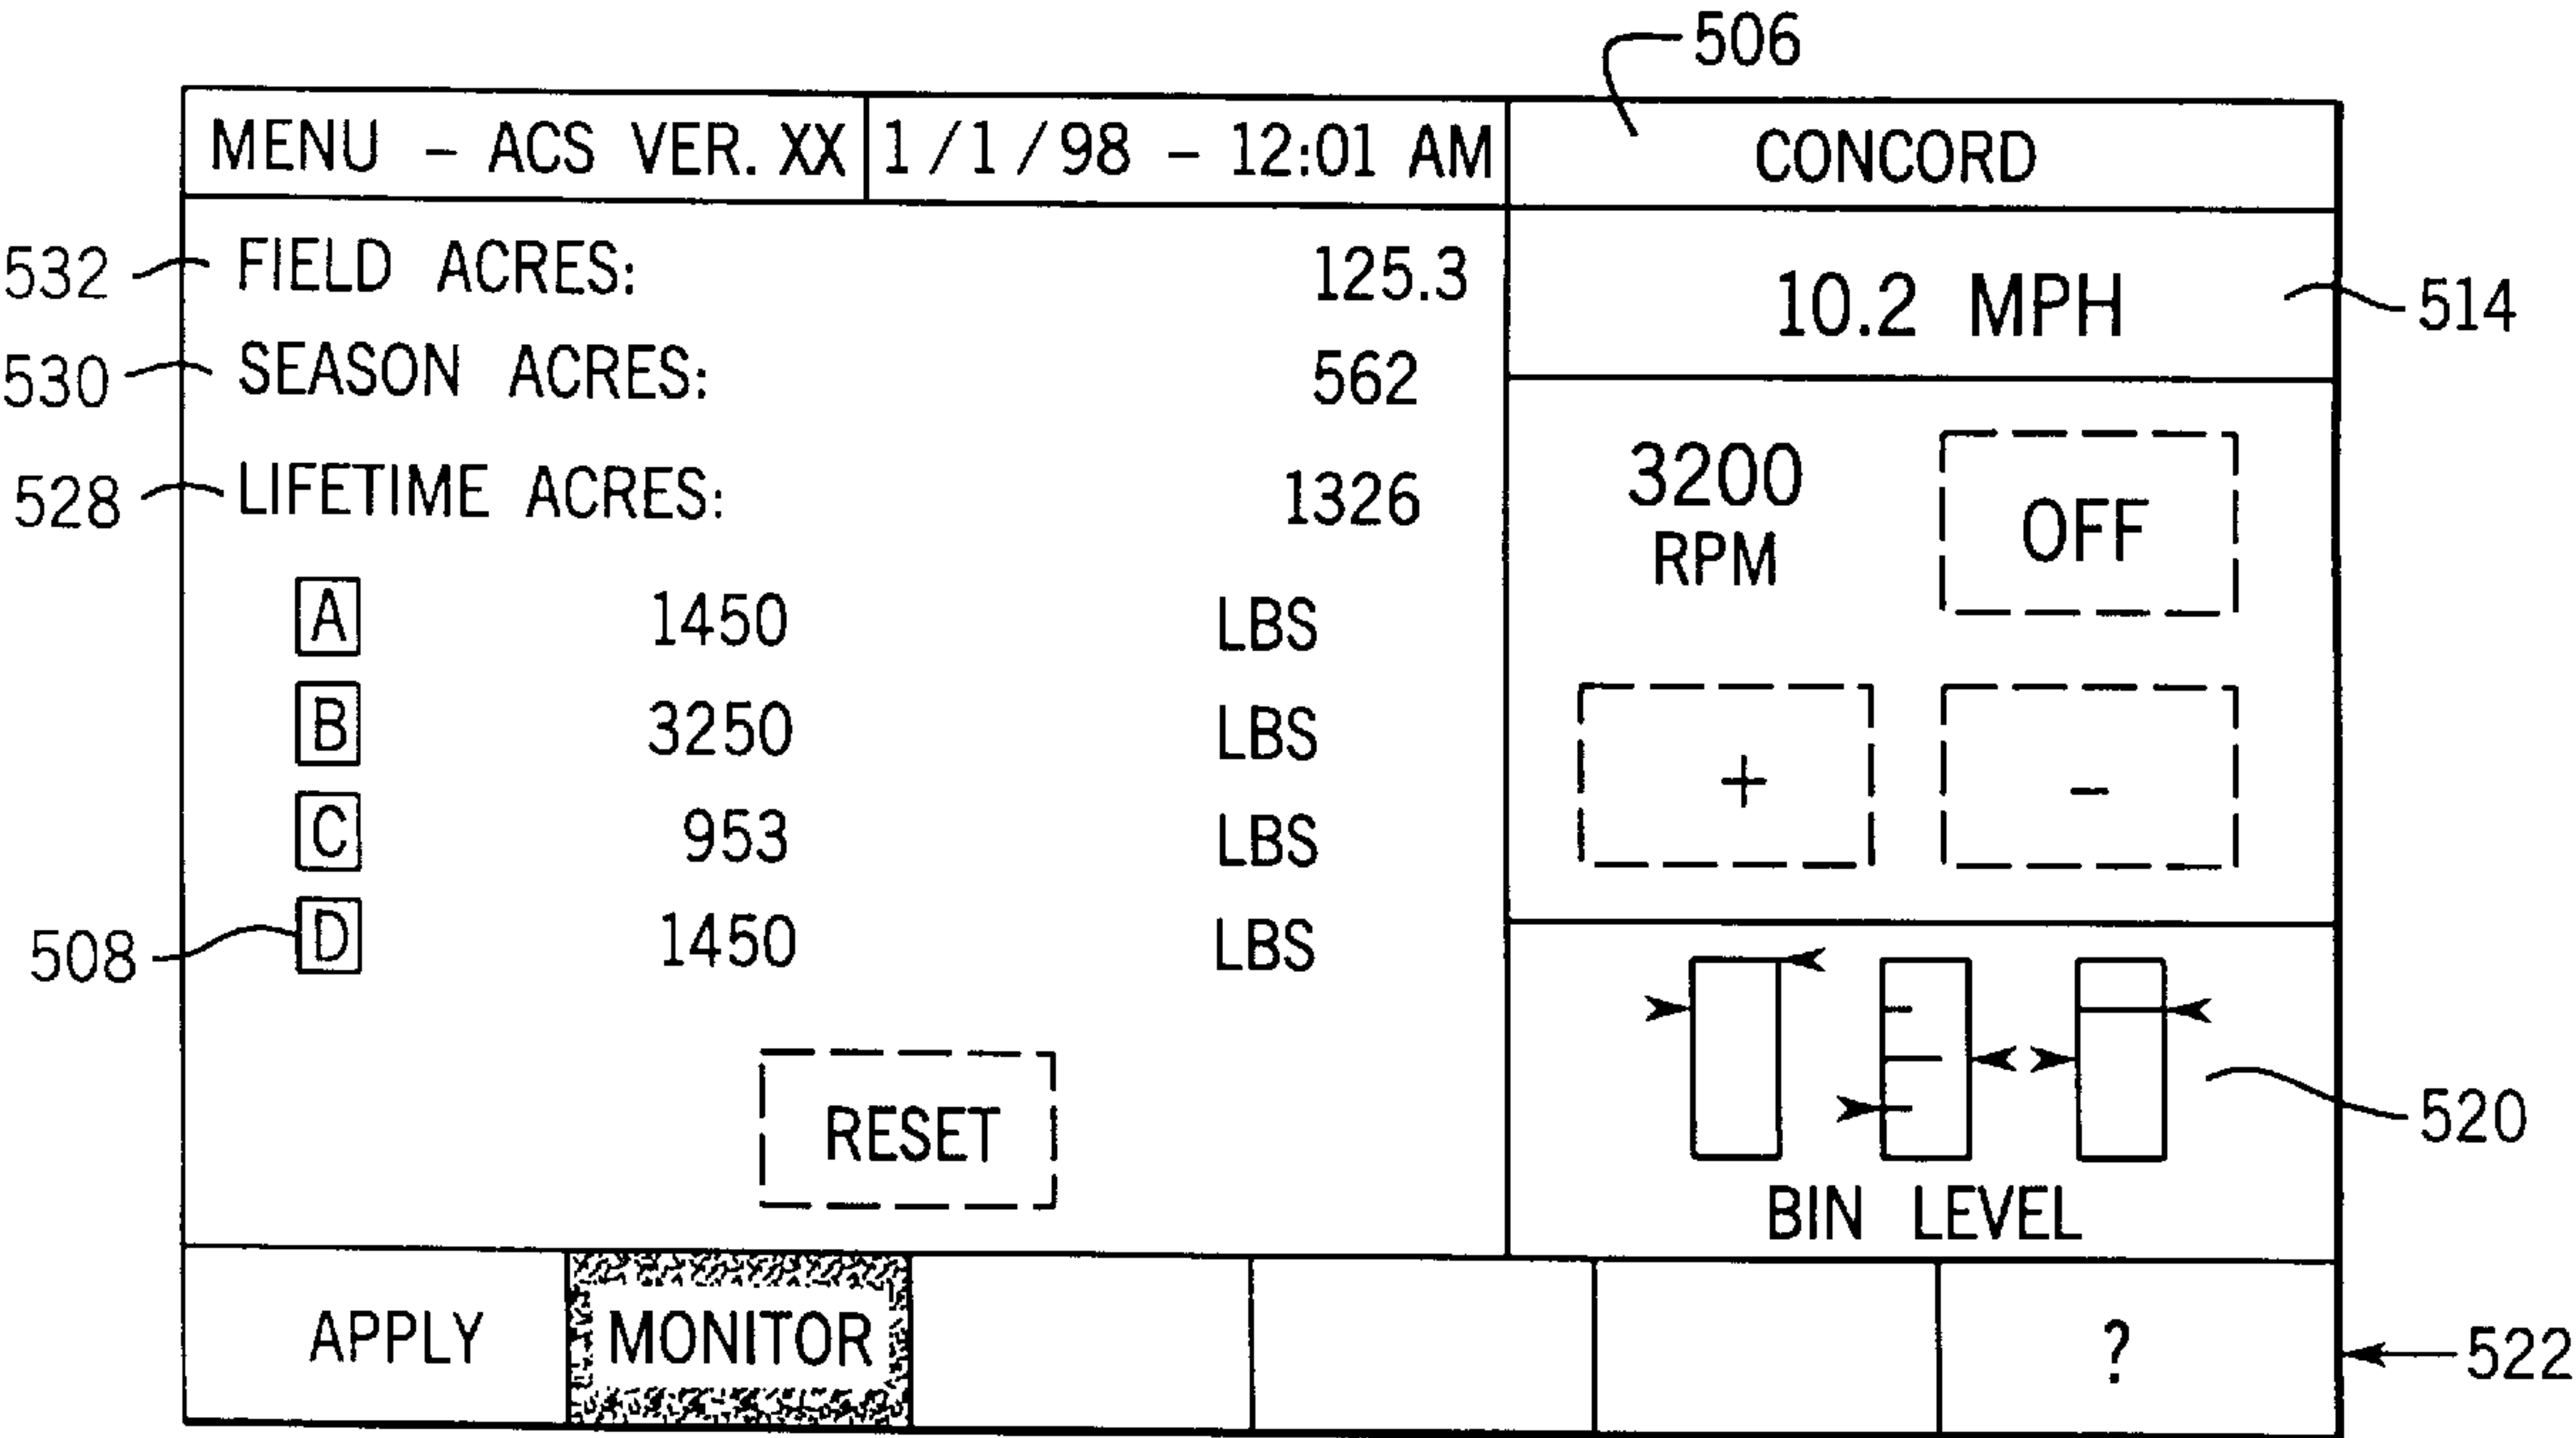 506
MENU - ACS VER. XX
1/1/98 - 12:01 AM
CONCORD
532
FIELD ACRES:
125.3
10.2 MPH
514
530
SEASON ACRES:
562
528
LIFETIME ACRES:
1326
3200
RPM
OFF
A
1450
LBS
B
3250
LBS
+
-
C
953
LBS
508
D
1450
LBS
RESET
520
BIN LEVEL
APPLY
MONITOR
?
522